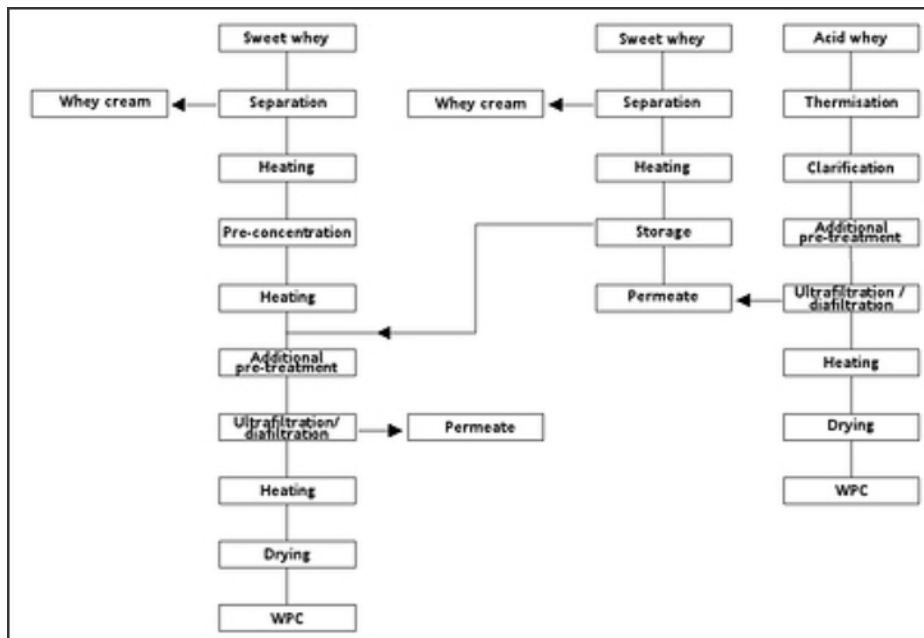 Sweet whey
Whey cream
Separation
Heating
Pre-concentration
Heating
Additional
pre-treatment
Ultrafiltration/
diafiltration
Permeate
Heating
Drying
WPC
Sweet whey
Whey cream
Separation
Heating
Storage
Permeate
Acid whey
Thermisation
Clarification
Additional
pre-treatment
Ultrafiltration /
diafiltration
Heating
Drying
WPC